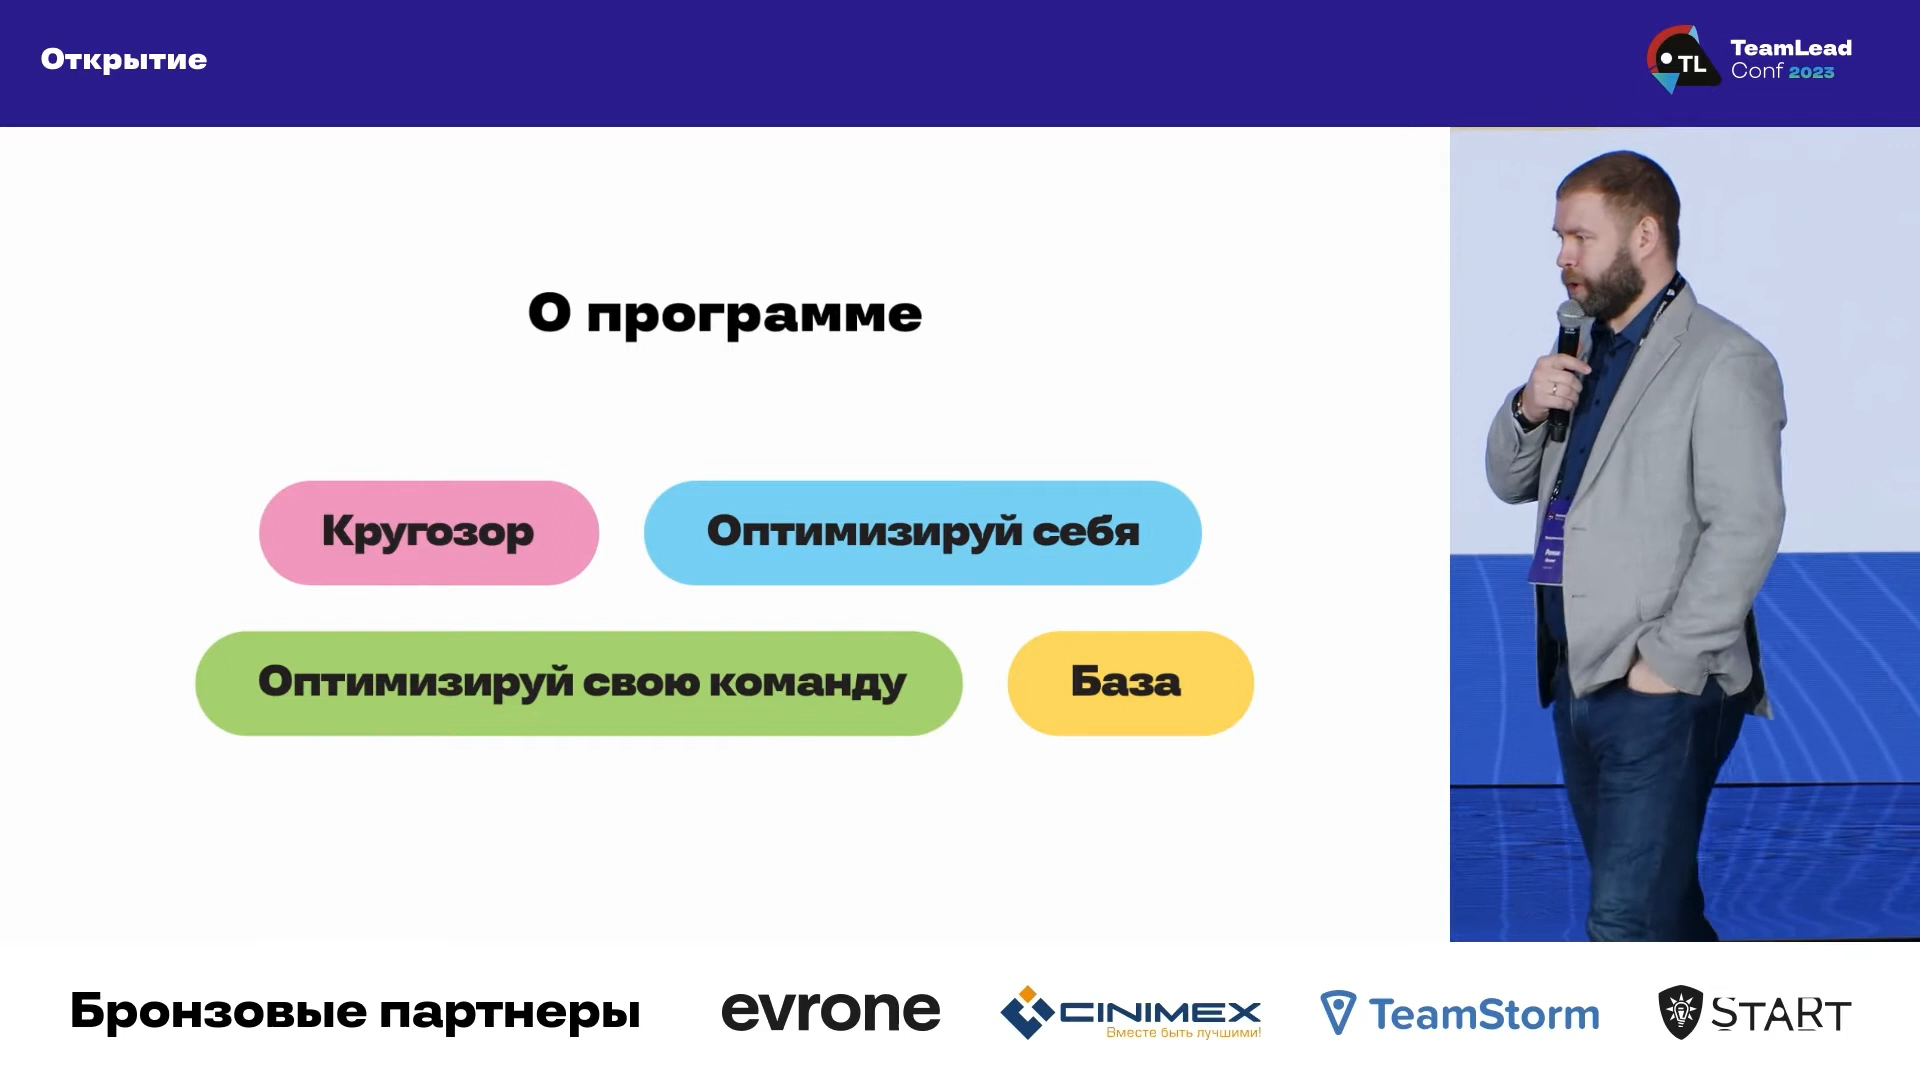 Открытие
TL
TeamLead
Conf 2023
О программе
Кругозор
Оптимизируй себя
Оптимизируй свою команду
База
Бронзовые партнеры
evrone
CINIMEX
Вместе быть лучшими!
TeamStorm
START